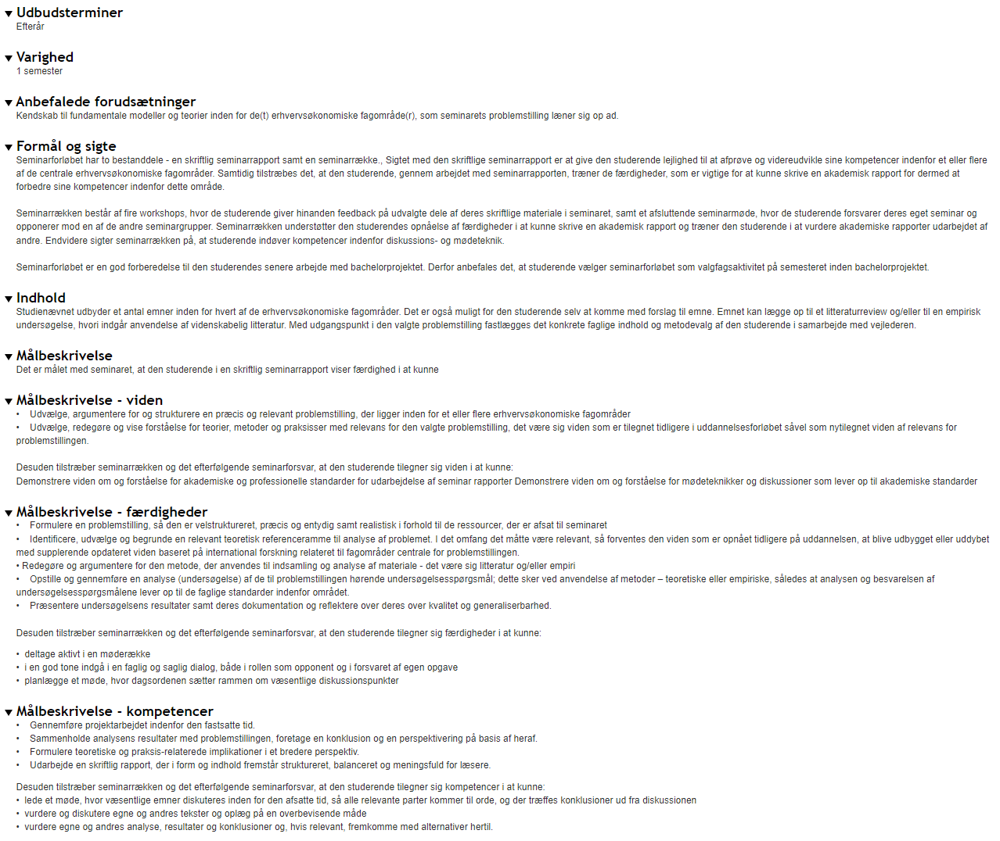 ▼ Udbudsterminer
Efterår
▼ Varighed
1 semester
▼ Anbefalede forudsætninger
Kendskab til fundamentale modeller og teorier inden for de(t) erhvervsøkonomiske fagområde(r), som seminarets problemstilling læner sig op ad.
▼ Formål og sigte
Seminarforløbet har to bestanddele - en skriftlig seminarrapport samt en seminarrække., Sigtet med den skriftlige seminarrapport er at give den studerende lejlighed til at afprøve og videreudvikle sine kompetencer indenfor et eller flere
af de centrale erhvervsøkonomiske fagområder. Samtidig tilstræbes det, at den studerende, gennem arbejdet med seminarrapporten, træner de færdigheder, som er vigtige for at kunne skrive en akademisk rapport for dermed at
forbedre sine kompetencer indenfor dette område.
Seminarrækken består af fire workshops, hvor de studerende giver hinanden feedback på udvalgte dele af deres skriftlige materiale i seminaret, samt et afsluttende seminarmøde, hvor de studerende forsvarer deres eget seminar og
opponerer mod en af de andre seminargrupper. Seminarrækken understøtter den studerendes opnåelse af færdigheder i at kunne skrive en akademisk rapport og træner den studerende i at vurdere akademiske rapporter udarbejdet af
andre. Endvidere sigter seminarrækken på, at studerende indøver kompetencer indenfor diskussions- og mødeteknik.
Seminarforløbet er en god forberedelse til den studerendes senere arbejde med bachelorprojektet. Derfor anbefales det, at studerende vælger seminarforløbet som valgfagsaktivitet på semesteret inden bachelorprojektet.
▼ Indhold
Studienævnet udbyder et antal emner inden for hvert af de erhvervsøkonomiske fagområder. Det er også muligt for den studerende selv at komme med forslag til emne. Emnet kan lægge op til et litteraturreview og/eller til en empirisk
undersøgelse, hvori indgår anvendelse af videnskabelig litteratur. Med udgangspunkt i den valgte problemstilling fastlægges det konkrete faglige indhold og metodevalg af den studerende i samarbejde med vejlederen.
▼ Målbeskrivelse
Det er målet med seminaret, at den studerende i en skriftlig seminarrapport viser færdighed i at kunne
▼ Målbeskrivelse - viden
• Udvælge, argumentere for og strukturere en præcis og relevant problemstilling, der ligger inden for et eller flere erhvervsøkonomiske fagområder
• Udvælge, redegøre og vise forståelse for teorier, metoder og praksisser med relevans for den valgte problemstilling, det være sig viden som er tilegnet tidligere i uddannelsesforløbet såvel som nytilegnet viden af relevans for
problemstillingen.
Desuden tilstræber seminarrækken og det efterfølgende seminarforsvar, at den studerende tilegner sig viden i at kunne:
Demonstrere viden om og forståelse for akademiske og professionelle standarder for udarbejdelse af seminar rapporter Demonstrere viden om og forståelse for mødeteknikker og diskussioner som lever op til akademiske standarder
▼ Målbeskrivelse - færdigheder
• Formulere en problemstilling, så den er velstruktureret, præcis og entydig samt realistisk i forhold til de ressourcer, der er afsat til seminaret
• Identificere, udvælge og begrunde en relevant teoretisk referenceramme til analyse af problemet. I det omfang det måtte være relevant, så forventes den viden som er opnået tidligere på uddannelsen, at blive udbygget eller uddybet
med supplerende opdateret viden baseret på international forskning relateret til fagområder centrale for problemstillingen.
• Redegøre og argumentere for den metode, der anvendes til indsamling og analyse af materiale - det være sig litteratur og/eller empiri
• Opstille og gennemføre en analyse (undersøgelse) af de til problemstillingen hørende undersøgelsesspørgsmål; dette sker ved anvendelse af metoder – teoretiske eller empiriske, således at analysen og besvarelsen af
undersøgelsesspørgsmålene lever op til de faglige standarder indenfor området.
• Præsentere undersøgelsens resultater samt deres dokumentation og reflektere over deres over kvalitet og generaliserbarhed.
Desuden tilstræber seminarrækken og det efterfølgende seminarforsvar, at den studerende tilegner sig færdigheder i at kunne:
• deltage aktivt i en møderække
• i en god tone indgå i en faglig og saglig dialog, både i rollen som opponent og i forsvaret af egen opgave
• planlægge et møde, hvor dagsordenen sætter rammen om væsentlige diskussionspunkter
▼ Målbeskrivelse - kompetencer
• Gennemføre projektarbejdet indenfor den fastsatte tid.
• Sammenholde analysens resultater med problemstillingen, foretage en konklusion og en perspektivering på basis af heraf.
• Formulere teoretiske og praksis-relaterede implikationer i et bredere perspektiv.
• Udarbejde en skriftlig rapport, der i form og indhold fremstår struktureret, balanceret og meningsfuld for læsere.
Desuden tilstræber seminarrækken og det efterfølgende seminarforsvar, at den studerende tilegner sig kompetencer i at kunne:
• lede et møde, hvor væsentlige emner diskuteres inden for den afsatte tid, så alle relevante parter kommer til orde, og der træffes konklusioner ud fra diskussionen
• vurdere og diskutere egne og andres tekster og oplæg på en overbevisende måde
• vurdere egne og andres analyse, resultater og konklusioner og, hvis relevant, fremkomme med alternativer hertil.